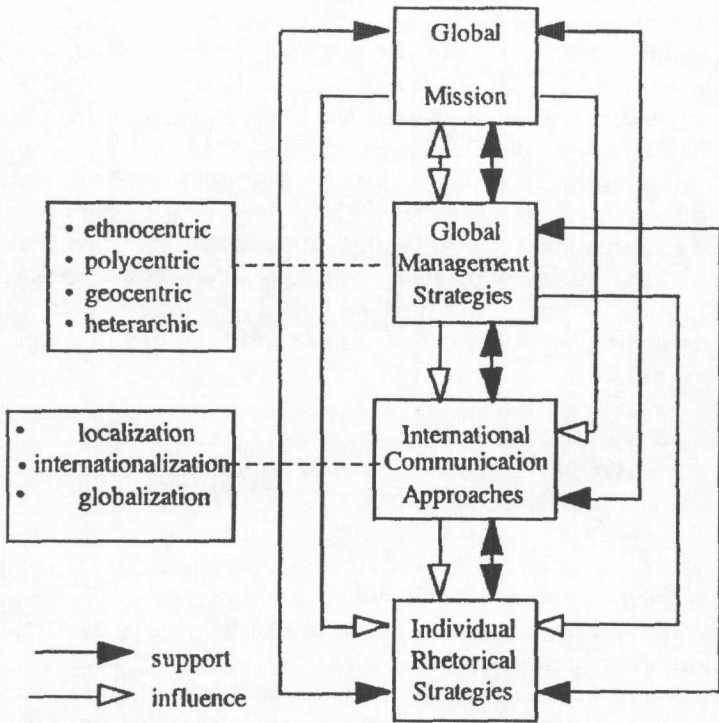 Global
Mission
• ethnocentric
• polycentric
• geocentric
• heterarchic
Global
Management
Strategies
• localization
• internationalization
• globalization
International
Communication
Approaches
Individual
Rhetorical
Strategies
support
influence